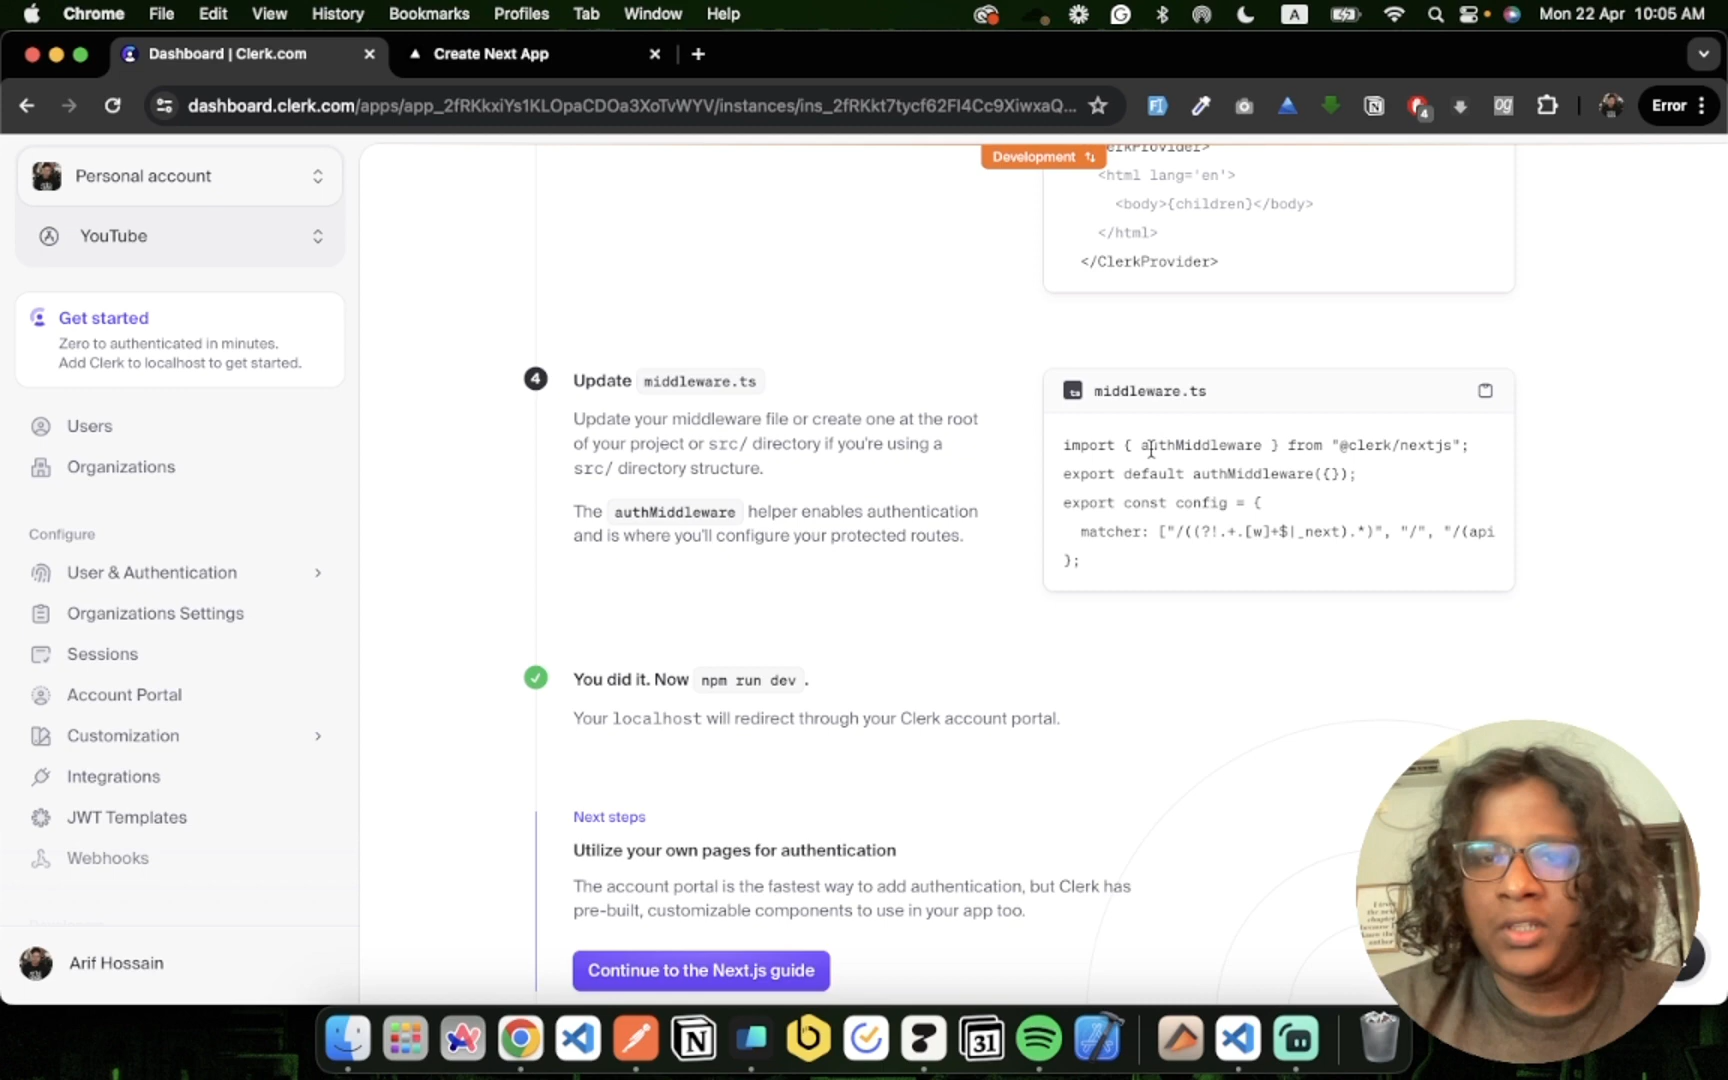 Chrome File Edit View History Bookmarks Profiles Tab Window Help A Mon 22 Apr 10:05 AM
Dashboard | Clerk.com Create Next App
dashboard.clerk.com/apps/app_2fRKkxiYs1KLOpaCDOa3XoTvWYV/instances/ins_2fRKkt7tycf62FI4Cc9XiwxaQ... 4 Og Error
Personal account
YouTube
Get started
Zero to authenticated in minutes.
Add Clerk to localhost to get started.
Users
Organizations
Configure
User & Authentication
Organizations Settings
Sessions
Account Portal
Customization
Integrations
JWT Templates
Webhooks
Arif Hossain
Development
erkProvider>
<html lang='en'>
<body>{children}</body>
</html>
</ClerkProvider>
4 Update middleware.ts
Update your middleware file or create one at the root
of your project or src/ directory if you're using a
src/ directory structure.
The authMiddleware helper enables authentication
and is where you'll configure your protected routes.
ts middleware.ts
import { authMiddleware } from "@clerk/nextjs";
export default authMiddleware({});
export const config = {
matcher: ["/((?!.+.[w]+$|_next).*)", "/", "/(api
};
You did it. Now npm run dev .
Your localhost will redirect through your Clerk account portal.
Next steps
Utilize your own pages for authentication
The account portal is the fastest way to add authentication, but Clerk has
pre-built, customizable components to use in your app too.
Continue to the Next.js guide
31